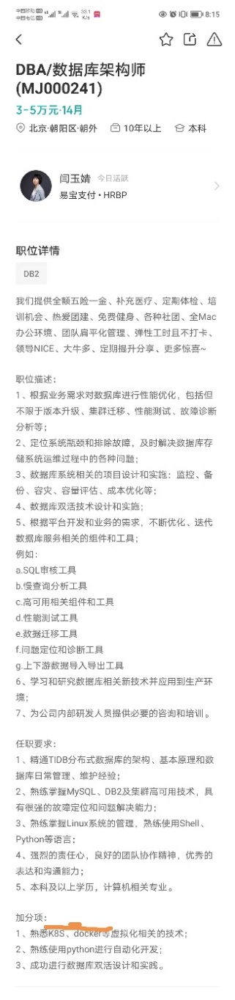 中国移动 HD 中国电信 HD 33.1 K/s 8:15
DBA/数据库架构师
(MJ000241)
3-5万元·14月
北京·朝阳区·朝外 10年以上 本科
闫玉婧 今日活跃
易宝支付 • HRBP
职位详情
DB2
我们提供全额五险一金、补充医疗、定期体检、培
训机会、热爱团建、免费健身、各种社团、全Mac
办公环境、团队扁平化管理、弹性工时且不打卡、
领导NICE、大牛多、定期提升分享、更多惊喜~
职位描述:
1、根据业务需求对数据库进行性能优化，包括但
不限于版本升级、集群迁移、性能测试、故障诊断
分析等;
2、定位系统瓶颈和排除故障，及时解决数据库存
储系统运维过程中的各种问题;
3、数据库系统相关的项目设计和实施: 监控、备
份、容灾、容量评估、成本优化等;
4、数据库双活技术设计和实施;
5、根据平台开发和业务的需求，不断优化、迭代
数据库服务相关的组件和工具;
例如:
a.SQL审核工具
b.慢查询分析工具
c.高可用相关组件和工具
d.性能测试工具
e.数据迁移工具
f.问题定位和诊断工具
g.上下游数据导入导出工具
6、学习和研究数据库相关新技术并应用到生产环
境;
7、为公司内部研发人员提供必要的咨询和培训。
任职要求:
1、精通TIDB分布式数据库的架构、基本原理和数
据库日常管理、维护经验;
2、熟练掌握MySQL、DB2及集群高可用技术，具
有很强的故障定位和问题解决能力;
3、熟练掌握Linux系统的管理，熟练使用Shell、
Python等语言;
4、强烈的责任心，良好的团队协作精神，优秀的
表达和沟通能力;
5、本科及以上学历，计算机相关专业。
加分项:
1、熟悉K8S、docker等虚拟化相关的技术;
2、熟练使用python进行自动化开发;
3、成功进行数据库双活设计和实践。